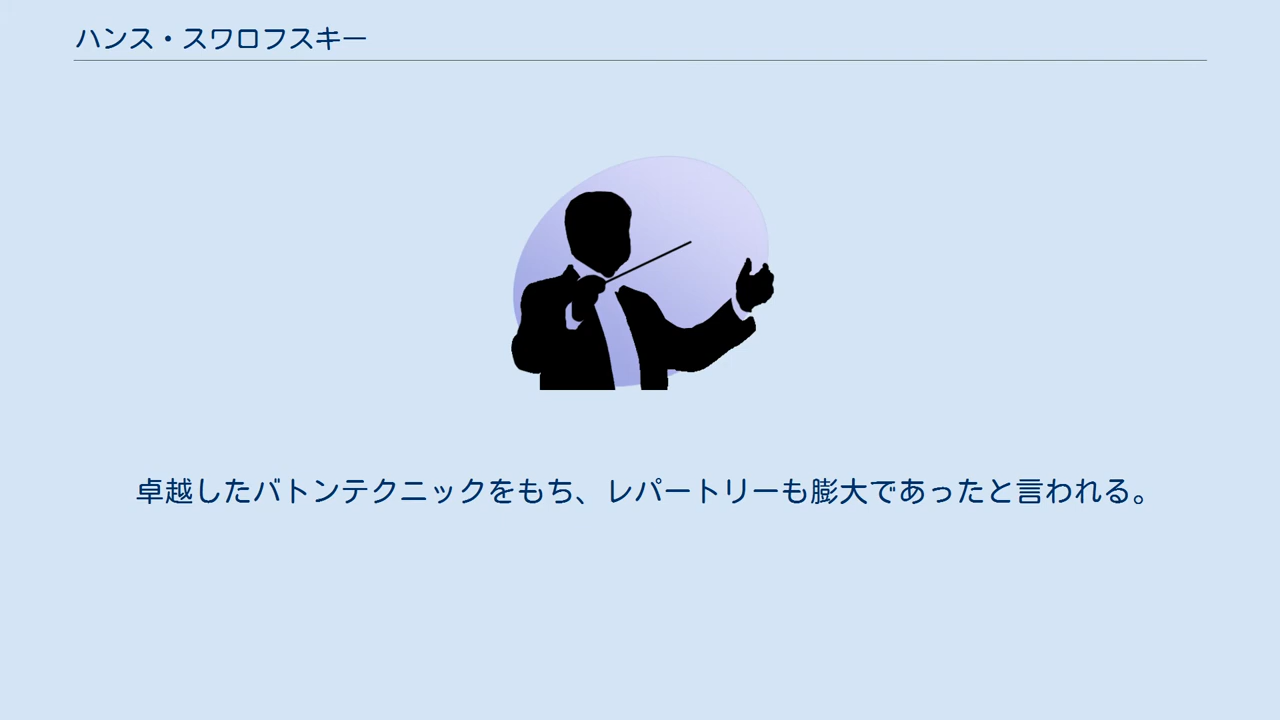 ハンス・スワロフスキー
卓越したバトンテクニックをもち、レパートリーも膨大であったと言われる。